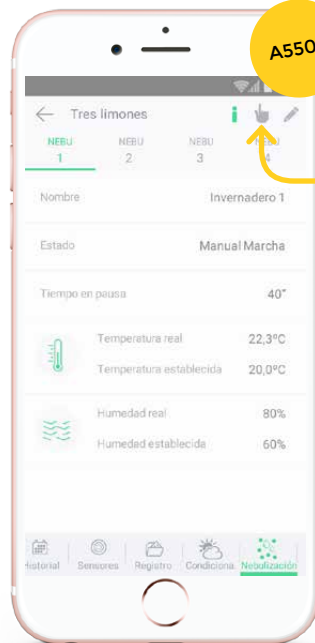 A550
Tres limones
NEBU NEBU NEBU NEBU
1 2 3 4
Nombre Invernadero 1
Estado Manual Marcha
Tiempo en pausa 40"
Temperatura real 22,3ºC
Temperatura establecida 20,0ºC
Humedad real 80%
Humedad establecida 60%
Historial Sensores Registro Condiciona. Nebulización